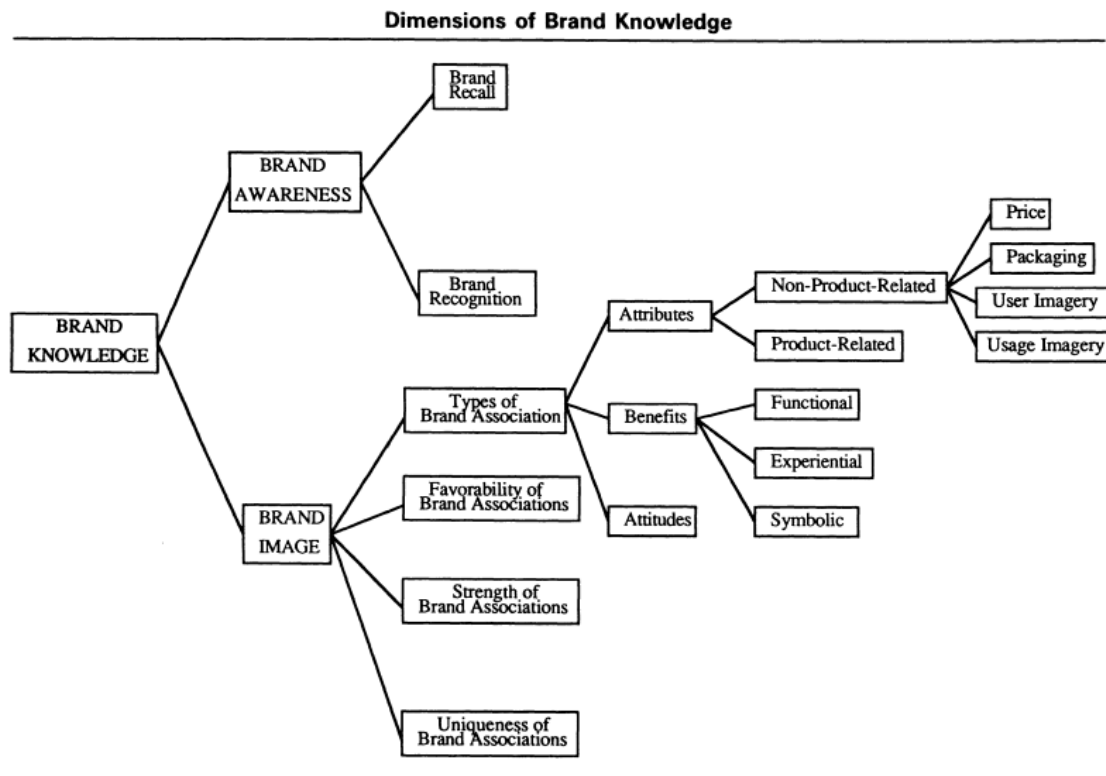 Dimensions of Brand Knowledge
Brand
Recall
BRAND
AWARENESS
Brand
Recognition
BRAND
KNOWLEDGE
Price
Packaging
Non-Product-Related
User Imagery
Attributes
Product-Related
Usage Imagery
Types of
Brand Association
Benefits
Functional
Experiential
Favorability of
Brand Associations
BRAND
IMAGE
Attitudes
Symbolic
Strength of
Brand Associations
Uniqueness of
Brand Associations